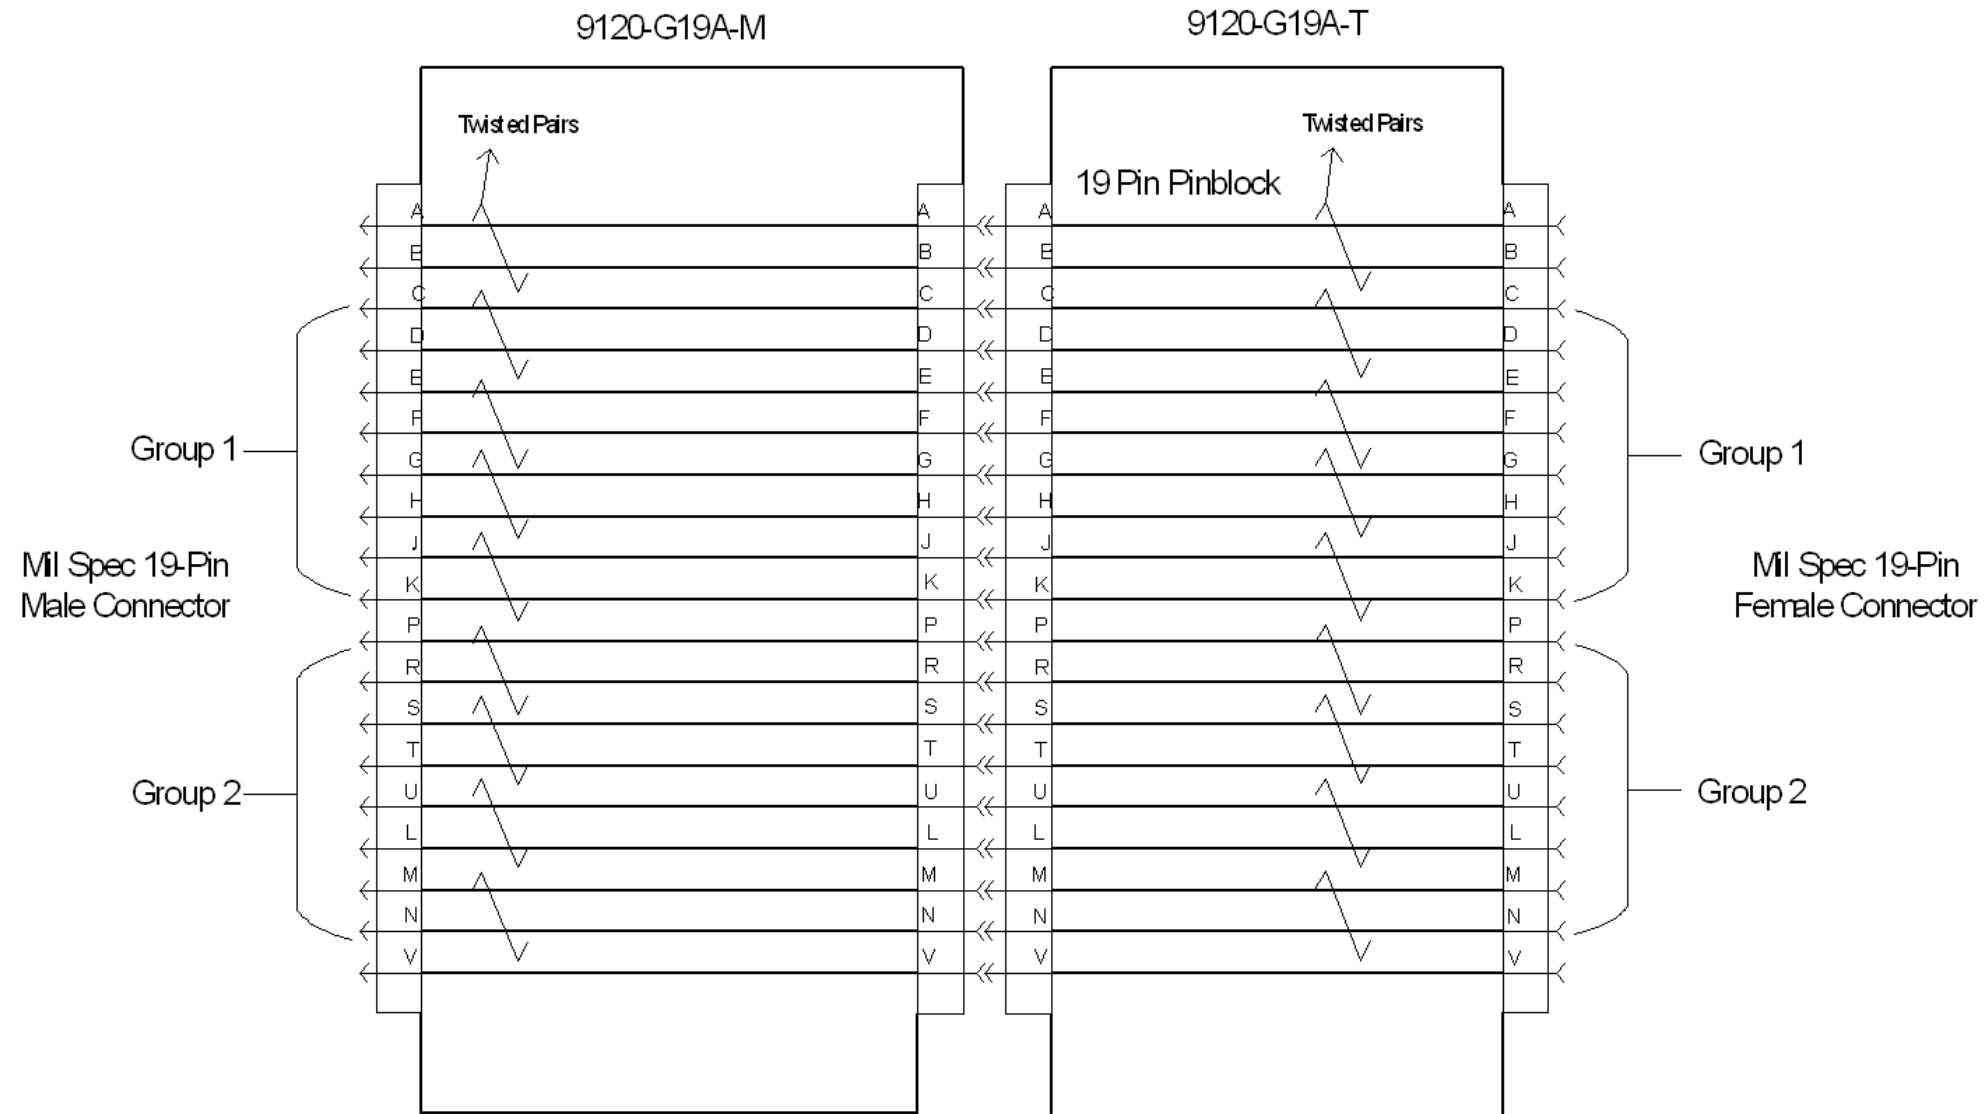 9120-G19A-M
9120-G19A-T
Twisted Pairs
Twisted Pairs
19 Pin Pinblock
A A A A
B B B B
C C C C
D D D D
E E E E
F F F F
G G G G
H H H H
J J J J
K K K K
P P P P
R R R R
S S S S
T T T T
U U U U
L L L L
M M M M
N N N N
V V V V
Group 1
Group 1
Mil Spec 19-Pin
Male Connector
Mil Spec 19-Pin
Female Connector
Group 2
Group 2